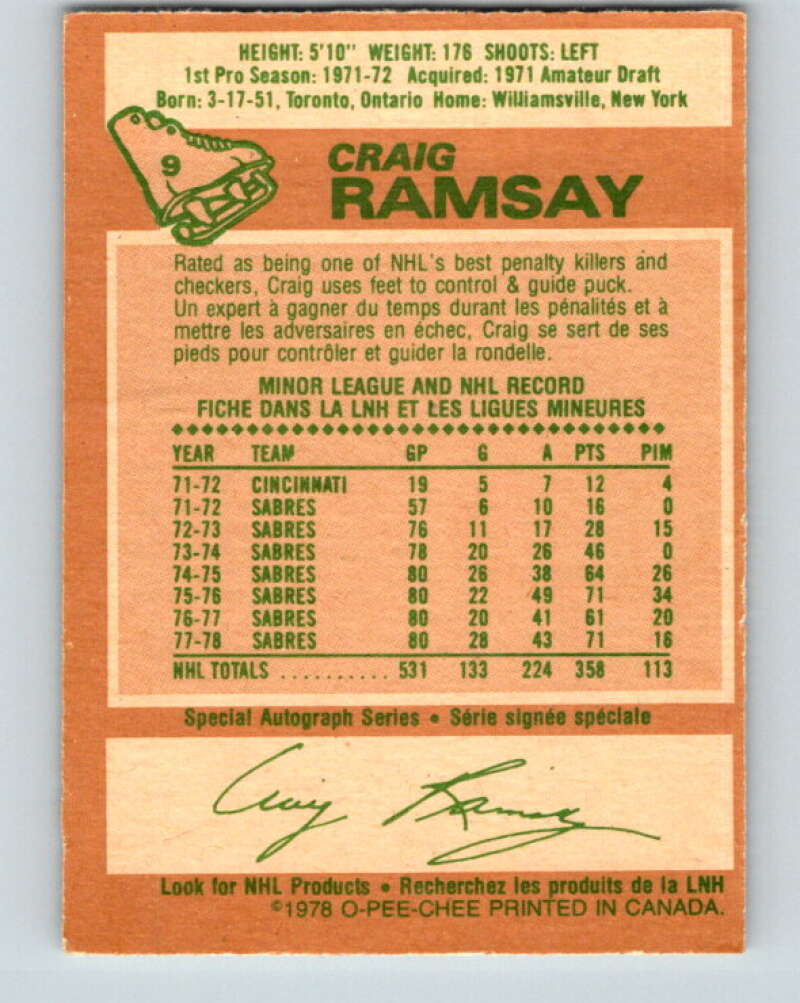 HEIGHT: 5'10" WEIGHT: 176 SHOOTS: LEFT
1st Pro Season: 1971-72 Acquired: 1971 Amateur Draft
Born: 3-17-51, Toronto, Ontario Home: Williamsville, New York
9
CRAIG
RAMSAY
Rated as being one of NHL's best penalty killers and
checkers, Craig uses feet to control & guide puck.
Un expert à gagner du temps durant les pénalités et à
mettre les adversaires en échec, Craig se sert de ses
pieds pour contrôler et guider la rondelle.
MINOR LEAGUE AND NHL RECORD
FICHE DANS LA LNH ET LES LIGUES MINEURES
YEAR TEAM GP G A PTS PIM
71-72 CINCINNATI 19 5 7 12 4
71-72 SABRES 57 6 10 16 0
72-73 SABRES 76 11 17 28 15
73-74 SABRES 78 20 26 46 0
74-75 SABRES 80 26 38 64 26
75-76 SABRES 80 22 49 71 34
76-77 SABRES 80 20 41 61 20
77-78 SABRES 80 28 43 71 16
NHL TOTALS .......... 531 133 224 358 113
Special Autograph Series • Série signée spéciale
Craig Ramsay
Look for NHL Products • Recherchez les produits de la LNH
©1978 O-PEE-CHEE PRINTED IN CANADA.